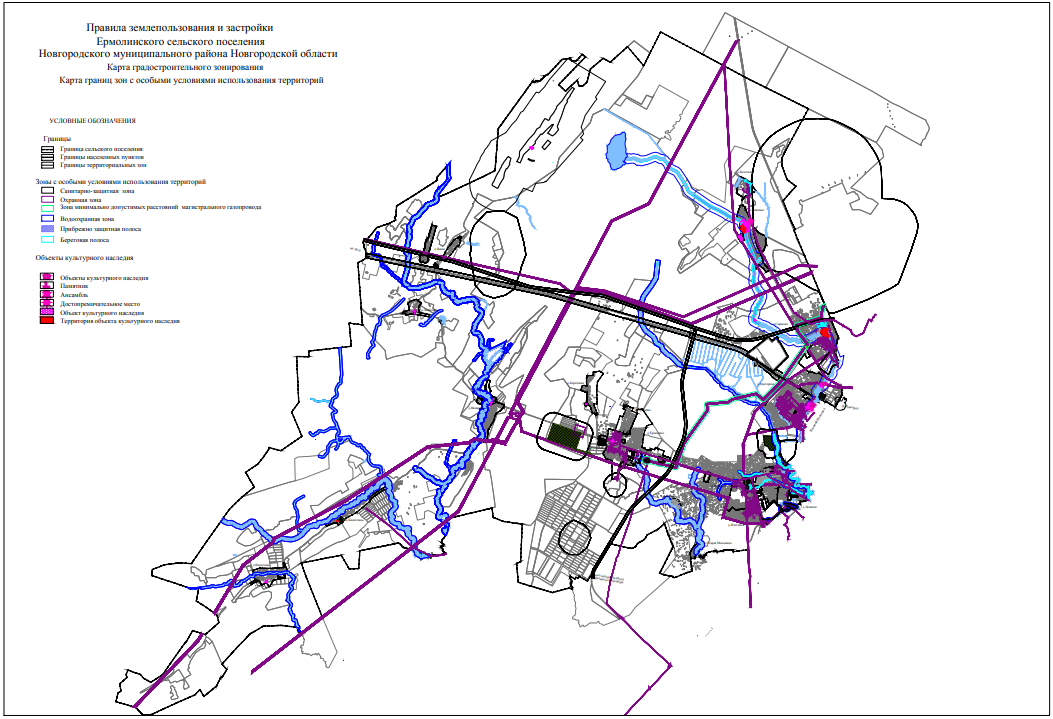 Правила землепользования и застройки
Ермолинского сельского поселения
Новгородского муниципального района Новгородской области
Карта градостроительного зонирования
Карта границ зон с особыми условиями использования территорий
УСЛОВНЫЕ ОБОЗНАЧЕНИЯ
Границы
Граница сельского поселения
Границы населенных пунктов
Границы территориальных зон
Зоны с особыми условиями использования территорий
Санитарно-защитная зона
Охранная зона
Зона минимально допустимых расстояний магистрального газопровода
Водоохранная зона
Прибрежно защитная полоса
Береговая полоса
Объекты культурного наследия
Объекты культурного наследия
Памятник
Ансамбль
Достопримечательное место
Объект культурного наследия
Территория объекта культурного наследия